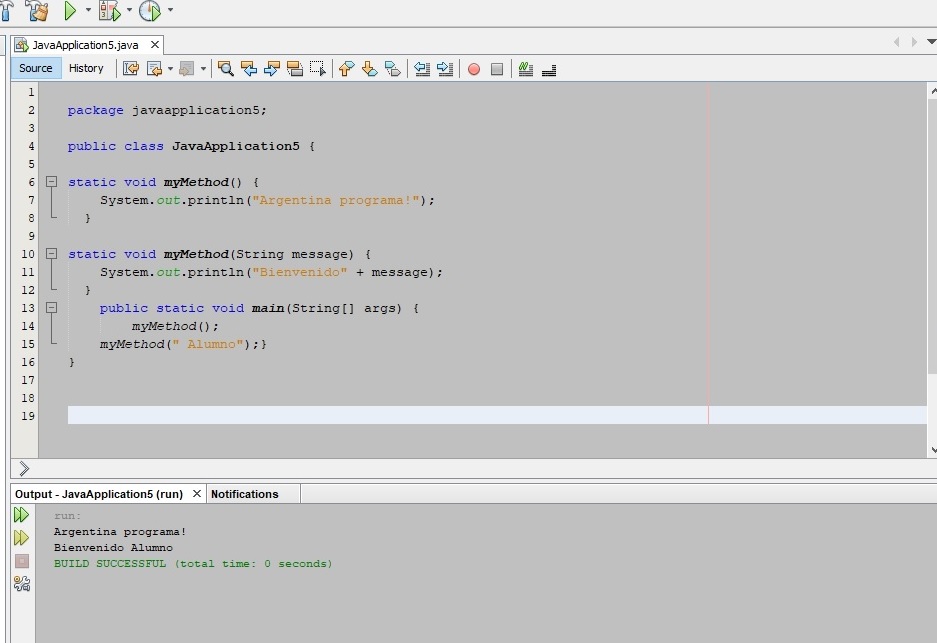 JavaApplication5.java
Source History
1
2 package javaapplication5;
3
4 public class JavaApplication5 {
5
6 static void myMethod() {
7 System.out.println("Argentina programa!");
8 }
9
10 static void myMethod(String message) {
11 System.out.println("Bienvenido" + message);
12 }
13 public static void main(String[] args) {
14 myMethod();
15 myMethod(" Alumno");}
16 }
17
18
19
Output - JavaApplication5 (run) Notifications
run:
Argentina programa!
Bienvenido Alumno
BUILD SUCCESSFUL (total time: 0 seconds)